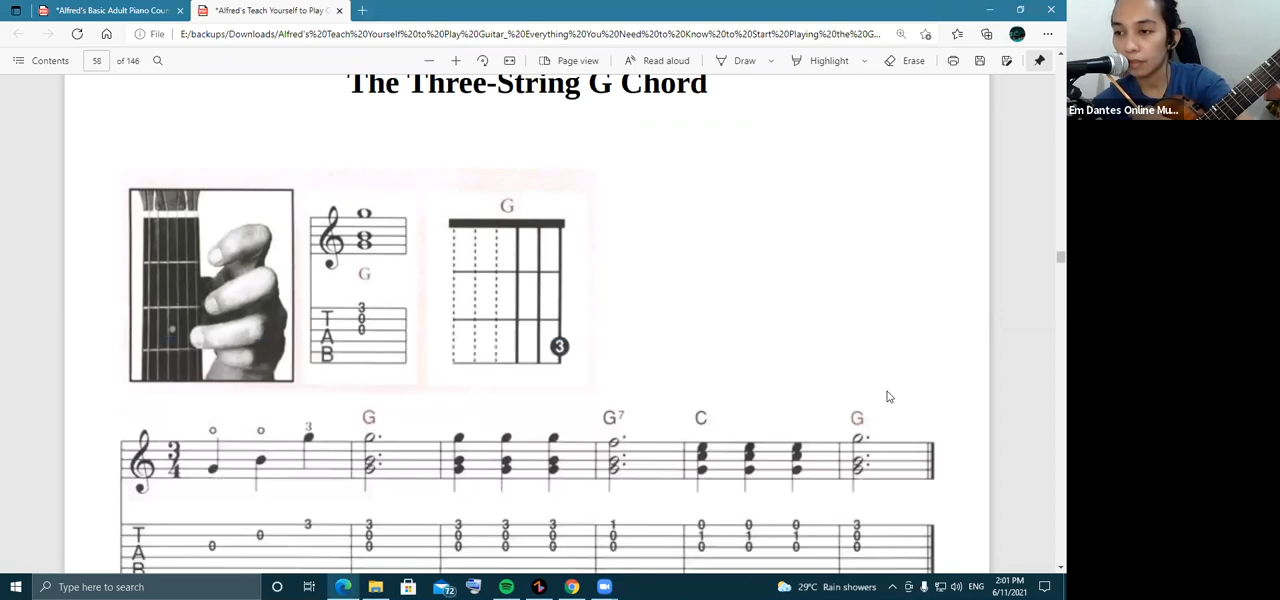 *Alfred's Basic Adult Piano Cour
*Alfred's Teach Yourself to Play G
File
E:/backups/Downloads/Alfred's%20Teach%20Yourself%20to%20Play%20Guitar_%20Everything%20You%20Need%20to%20Know%20to%20Start%20Playing%20the%20G...
Contents
58
of 146
Page view
Read aloud
Draw
Highlight
Erase
Em Dantes Online Mu...
The Three-String G Chord
G
G
3
0
0
T
A
B
3
o o 3
G G7 C G
3
4
T
A
B
0 0 3 3 3 3 3 1 0 0 0 3
0 0 0 0 0 1 1 1 0
0 0 0 0 0 0 0 0 0
Type here to search
72
29°C Rain showers
ENG
2:01 PM
6/11/2021